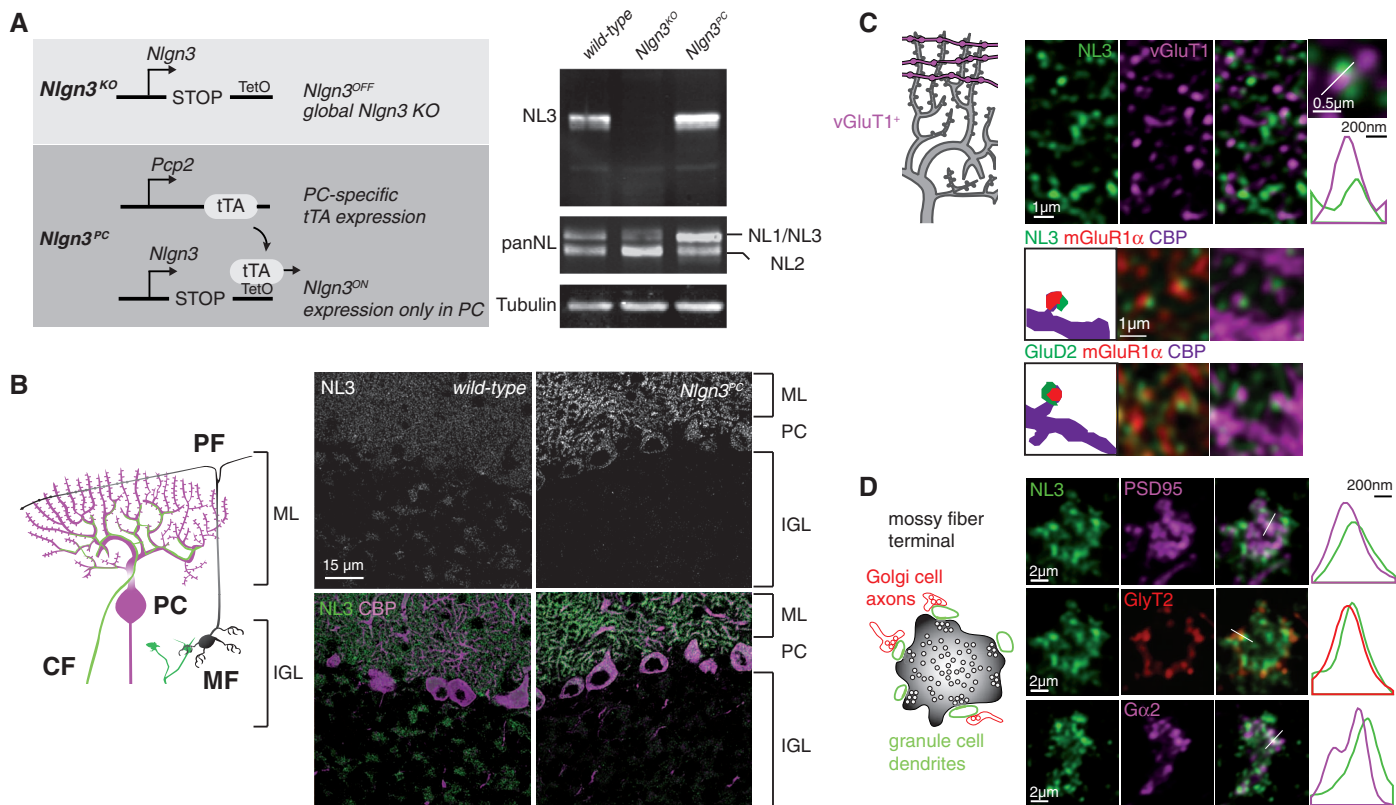 A
Nlgn3KO
Nlgn3
STOP
TetO
Nlgn3OFF
global Nlgn3 KO
Nlgn3PC
Pcp2
tTA
PC-specific
tTA expression
Nlgn3
STOP
tTA
TetO
Nlgn3ON
expression only in PC
wild-type
Nlgn3KO
Nlgn3PC
NL3
panNL
NL1/NL3
NL2
Tubulin
B
PF
ML
PC
CF
MF
IGL
NL3
wild-type
Nlgn3PC
15 μm
ML
PC
IGL
NL3 CBP
ML
PC
IGL
C
vGluT1+
NL3
vGluT1
1μm
0.5μm
200nm
NL3 mGluR1α CBP
1μm
GluD2 mGluR1α CBP
D
mossy fiber
terminal
Golgi cell
axons
granule cell
dendrites
NL3
PSD95
200nm
2μm
GlyT2
2μm
Gα2
2μm